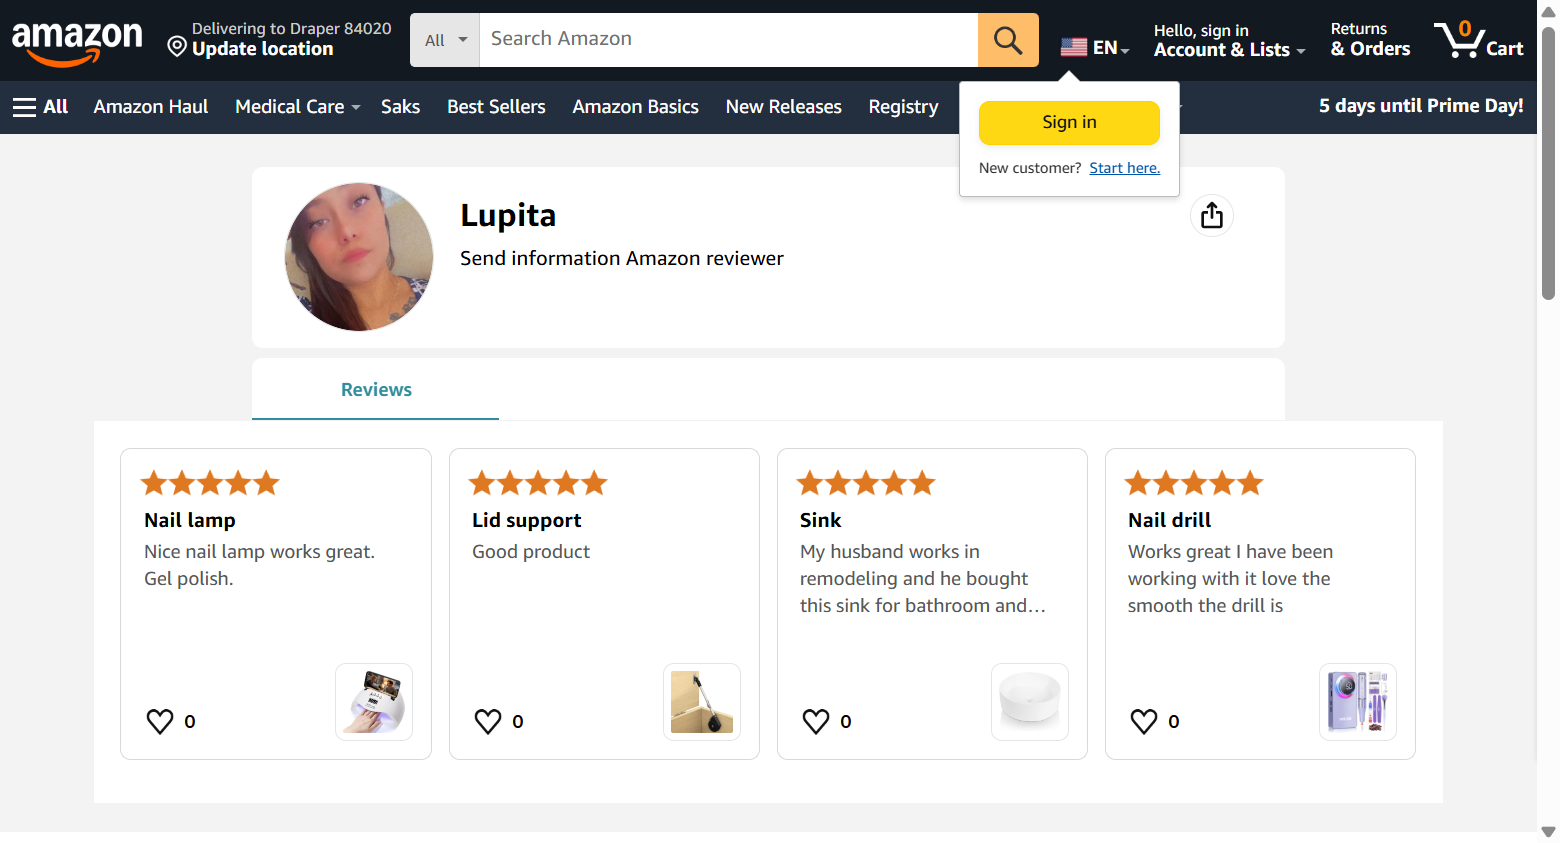 amazon
Delivering to Draper 84020
Update location
All
Search Amazon
EN
Hello, sign in
Account & Lists
Returns
& Orders
0
Cart
All
Amazon Haul
Medical Care
Saks
Best Sellers
Amazon Basics
New Releases
Registry
5 days until Prime Day!
Sign in
New customer? Start here.
Lupita
Send information Amazon reviewer
Reviews
Nail lamp
Nice nail lamp works great.
Gel polish.
0
Lid support
Good product
0
Sink
My husband works in
remodeling and he bought
this sink for bathroom and…
0
Nail drill
Works great I have been
working with it love the
smooth the drill is
0